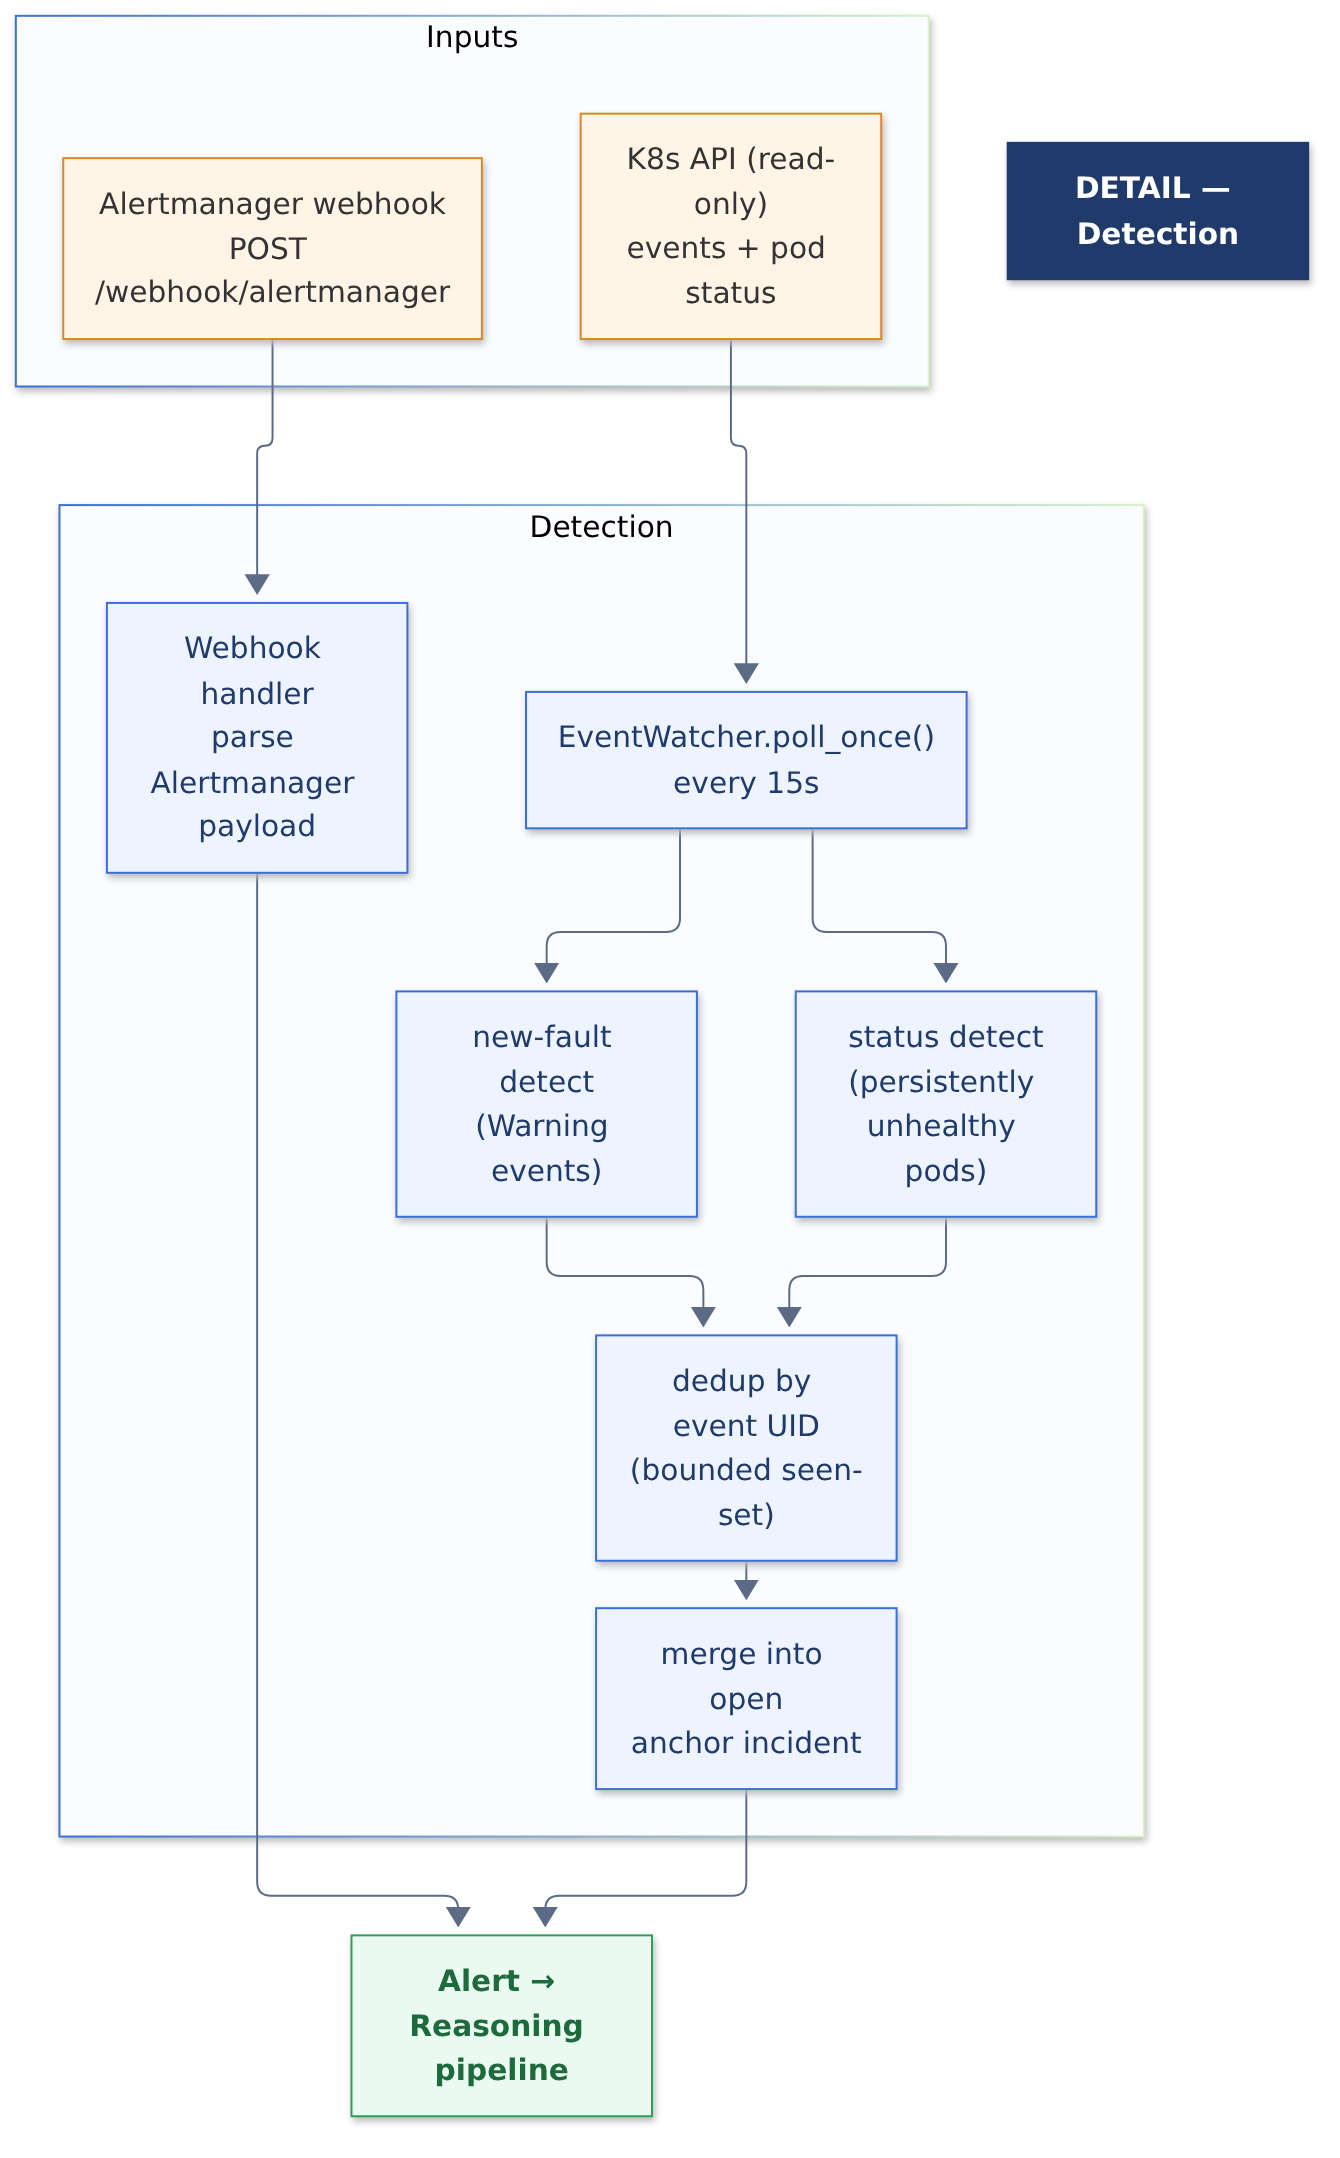 Inputs
Alertmanager webhook
POST
/webhook/alertmanager
K8s API (read-
only)
events + pod
status
DETAIL —
Detection
Detection
Webhook
handler
parse
Alertmanager
payload
EventWatcher.poll_once()
every 15s
new-fault
detect
(Warning
events)
status detect
(persistently
unhealthy
pods)
dedup by
event UID
(bounded seen-
set)
merge into
open
anchor incident
Alert →
Reasoning
pipeline